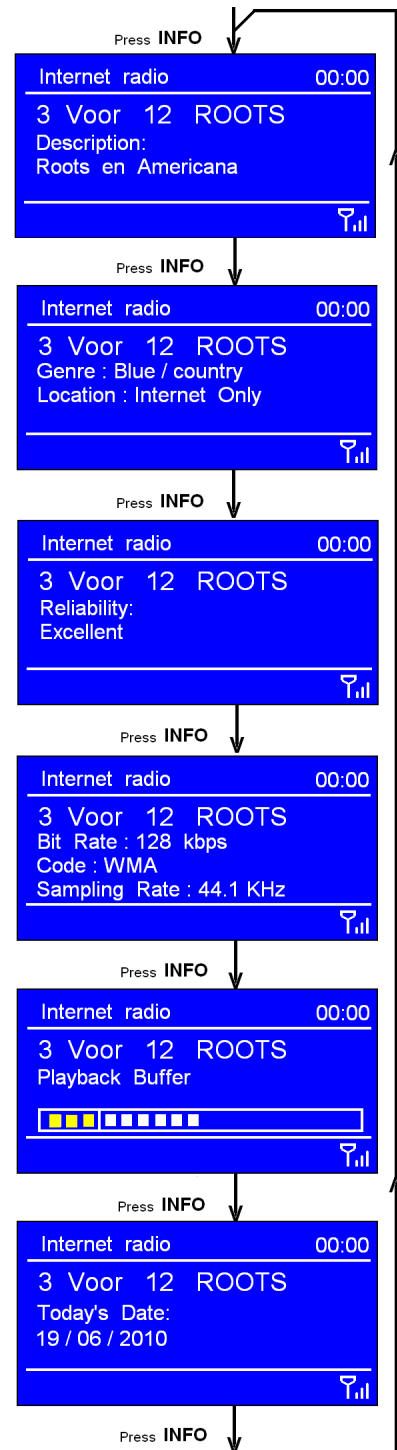 Press INFO
Internet radio 00:00
3 Voor 12 ROOTS
Description:
Roots en Americana
Press INFO
Internet radio 00:00
3 Voor 12 ROOTS
Genre : Blue / country
Location : Internet Only
Press INFO
Internet radio 00:00
3 Voor 12 ROOTS
Reliability:
Excellent
Press INFO
Internet radio 00:00
3 Voor 12 ROOTS
Bit Rate : 128 kbps
Code : WMA
Sampling Rate : 44.1 KHz
Press INFO
Internet radio 00:00
3 Voor 12 ROOTS
Playback Buffer
Press INFO
Internet radio 00:00
3 Voor 12 ROOTS
Today's Date:
19 / 06 / 2010
Press INFO